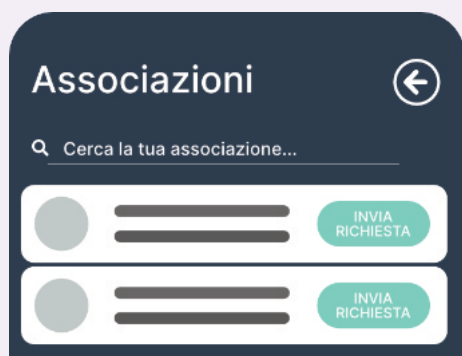 Associazioni
Cerca la tua associazione...
INVIA
RICHIESTA
INVIA
RICHIESTA